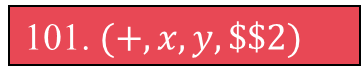 101. (+, x, y, $$2)